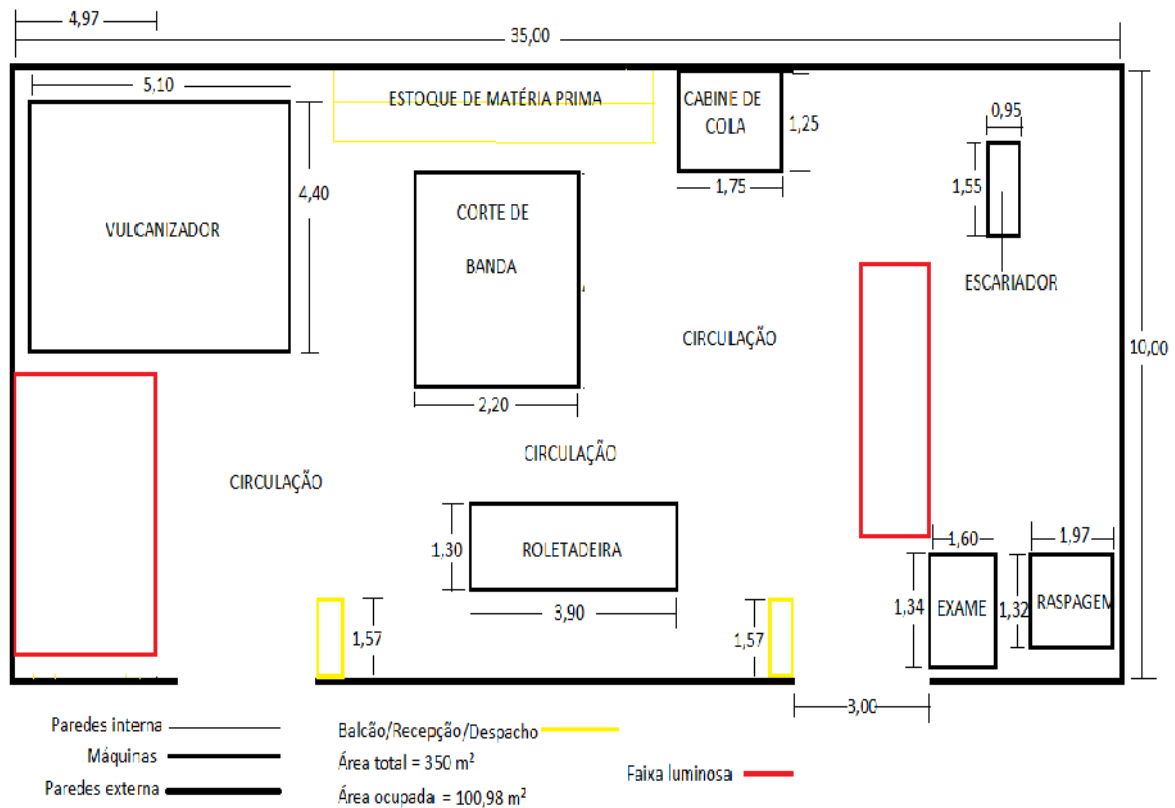 4,97
35,00
5,10
ESTOQUE DE MATÉRIA PRIMA
CABINE DE
COLA
1,25
0,95
4,40
1,75
1,55
VULCANIZADOR
CORTE DE
BANDA
ESCARIADOR
CIRCULAÇÃO
10,00
2,20
CIRCULAÇÃO
CIRCULAÇÃO
1,30
ROLETADEIRA
3,90
1,60
1,97
1,34
EXAME
1,32
RASPAGEM
1,57
1,57
3,00
Paredes interna
Máquinas
Paredes externa
Balcão/Recepção/Despacho
Área total = 350 m²
Área ocupada = 100,98 m²
Faixa luminosa